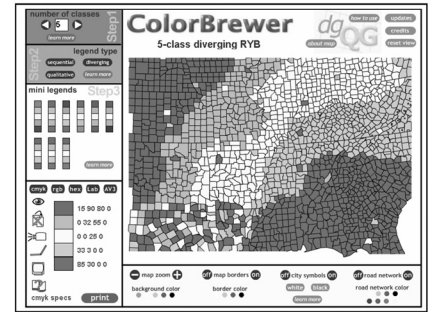 number of classes
5
learn more
Step1
Step2
legend type
sequential
diverging
qualitative
learn more
mini legends
Step3
learn more
cmyk rgb hex Lab AV3
15 90 80 0
0 32 55 0
0 0 25 0
33 3 0 0
85 30 0 0
cmyk specs
print
ColorBrewer
5-class diverging RYB
dg
QG
how to use
updates
credits
about map
reset view
map zoom
off map borders on
off city symbols on
off road network on
background color
border color
white
black
learn more
road network color